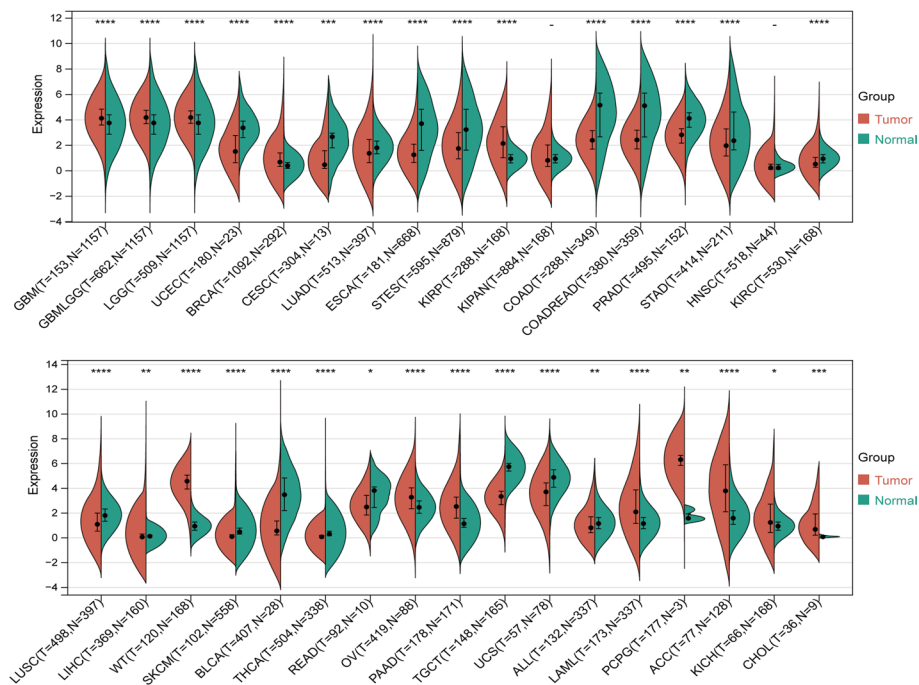 12
10
8
6
4
2
0
−2
−4
Expression
**** **** **** **** **** *** **** **** **** **** - **** **** **** **** - ****
GBM(T=153,N=1157)
GBMLGG(T=662,N=1157)
LGG(T=509,N=1157)
UCEC(T=180,N=23)
BRCA(T=1092,N=292)
CESC(T=304,N=13)
LUAD(T=513,N=397)
ESCA(T=181,N=668)
STES(T=595,N=879)
KIRP(T=288,N=168)
KIPAN(T=884,N=168)
COAD(T=288,N=349)
COADREAD(T=380,N=359)
PRAD(T=495,N=152)
STAD(T=414,N=211)
HNSC(T=518,N=44)
KIRC(T=530,N=168)
Group
Tumor
Normal
14
12
10
8
6
4
2
0
−2
−4
Expression
**** ** **** **** **** **** * **** **** **** **** ** **** ** **** * ***
LUSC(T=498,N=397)
LIHC(T=369,N=160)
WT(T=120,N=168)
SKCM(T=102,N=558)
BLCA(T=407,N=28)
THCA(T=504,N=338)
READ(T=92,N=10)
OV(T=419,N=88)
PAAD(T=178,N=171)
TGCT(T=148,N=165)
UCS(T=57,N=78)
ALL(T=132,N=337)
LAML(T=173,N=337)
PCPG(T=177,N=3)
ACC(T=77,N=128)
KICH(T=66,N=168)
CHOL(T=36,N=9)
Group
Tumor
Normal